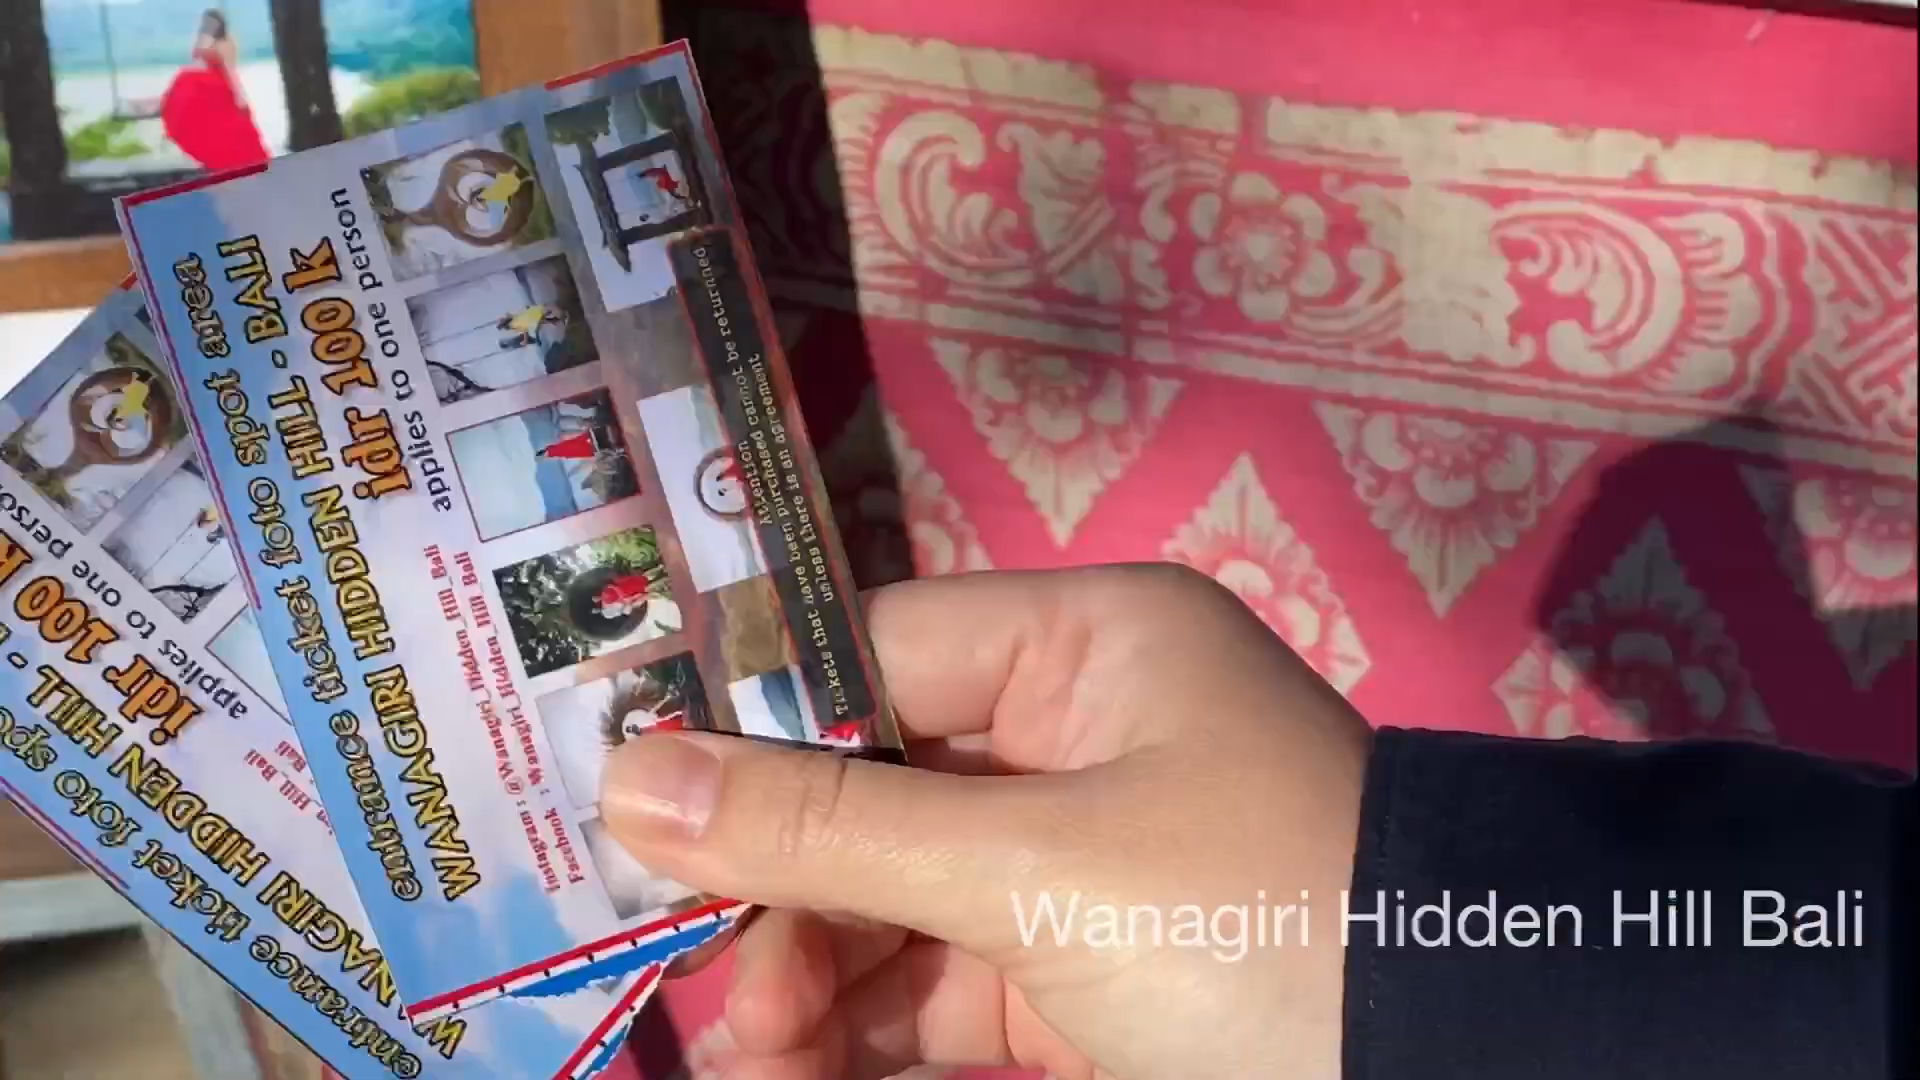 entrance ticket foto spot area
WANAGIRI HIDDEN HILL - BALI
idr 100 k
applies to one person
Instagram : @Wanagiri_Hidden_Hill_Bali
Facebook : Wanagiri_Hidden_Hill_Bali
Attention
Tickets that have been purchased cannot be returned
unless there is an agreement
applies to one person
idr 100 k
WANAGIRI HIDDEN HILL -
entrance ticket foto
Wanagiri Hidden Hill Bali